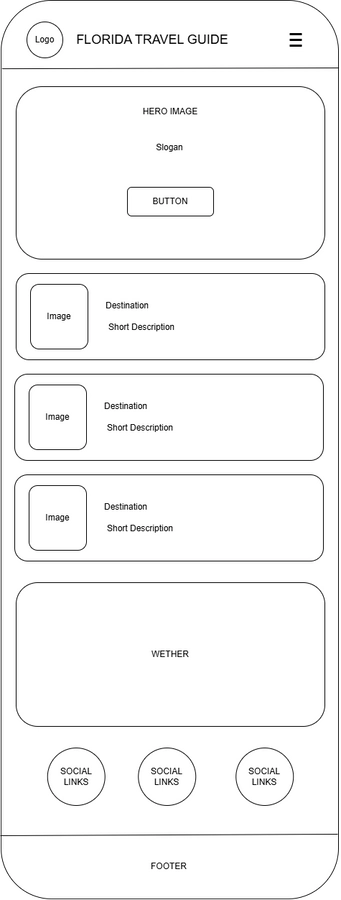 Logo
FLORIDA TRAVEL GUIDE
HERO IMAGE
Slogan
BUTTON
Image
Destination
Short Description
Image
Destination
Short Description
Image
Destination
Short Description
WETHER
SOCIAL
LINKS
SOCIAL
LINKS
SOCIAL
LINKS
FOOTER